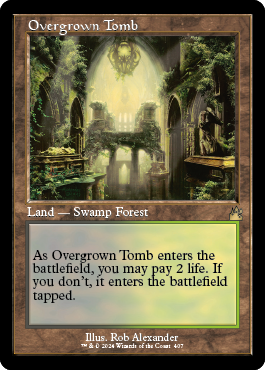 Overgrown Tomb
Land — Swamp Forest
As Overgrown Tomb enters the
battlefield, you may pay 2 life. If
you don't, it enters the battlefield
tapped.
Illus. Rob Alexander
™ & © 2024 Wizards of the Coast 407